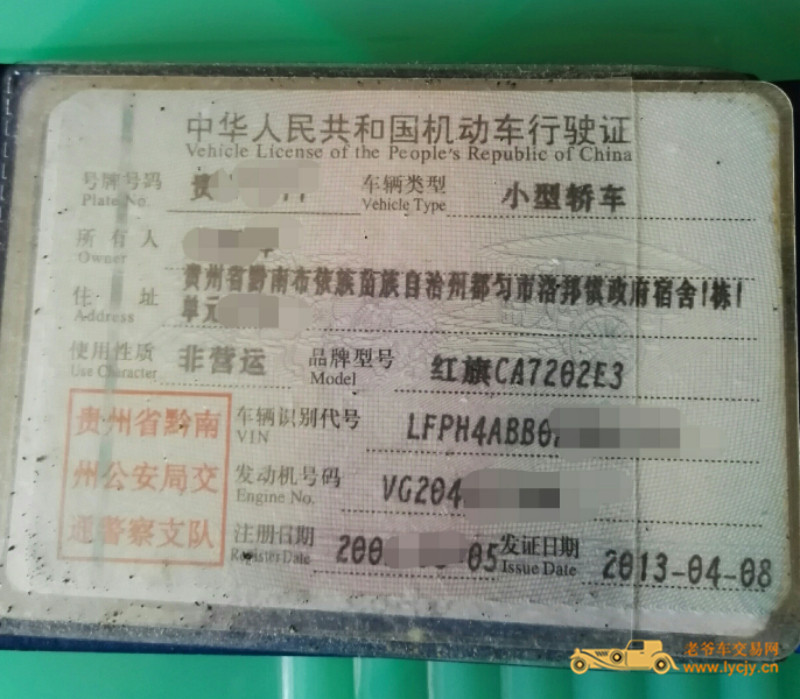 中华人民共和国机动车行驶证
Vehicle License of the People's Republic of China
号牌号码 贵 车辆类型 小型轿车
Plate No. Vehicle Type
所有人
Owner
贵州省黔南布依族苗族自治州都匀市洛邦镇政府宿舍1栋1
住址 单元
Address
使用性质 非营运 品牌型号 红旗CA7202E3
Use Character Model
贵州省黔南
州公安局交
通警察支队
车辆识别代号 LFPH4ABB0
VIN
发动机号码 VG204
Engine No.
注册日期 200 05 发证日期 2013-04-08
Register Date Issue Date
老爷车交易网
www.lycjy.cn